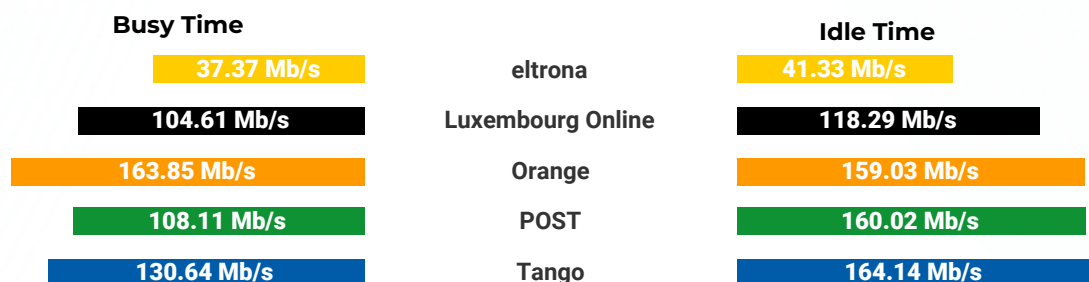 Busy Time
Idle Time
37.37 Mb/s eltrona 41.33 Mb/s
104.61 Mb/s Luxembourg Online 118.29 Mb/s
163.85 Mb/s Orange 159.03 Mb/s
108.11 Mb/s POST 160.02 Mb/s
130.64 Mb/s Tango 164.14 Mb/s